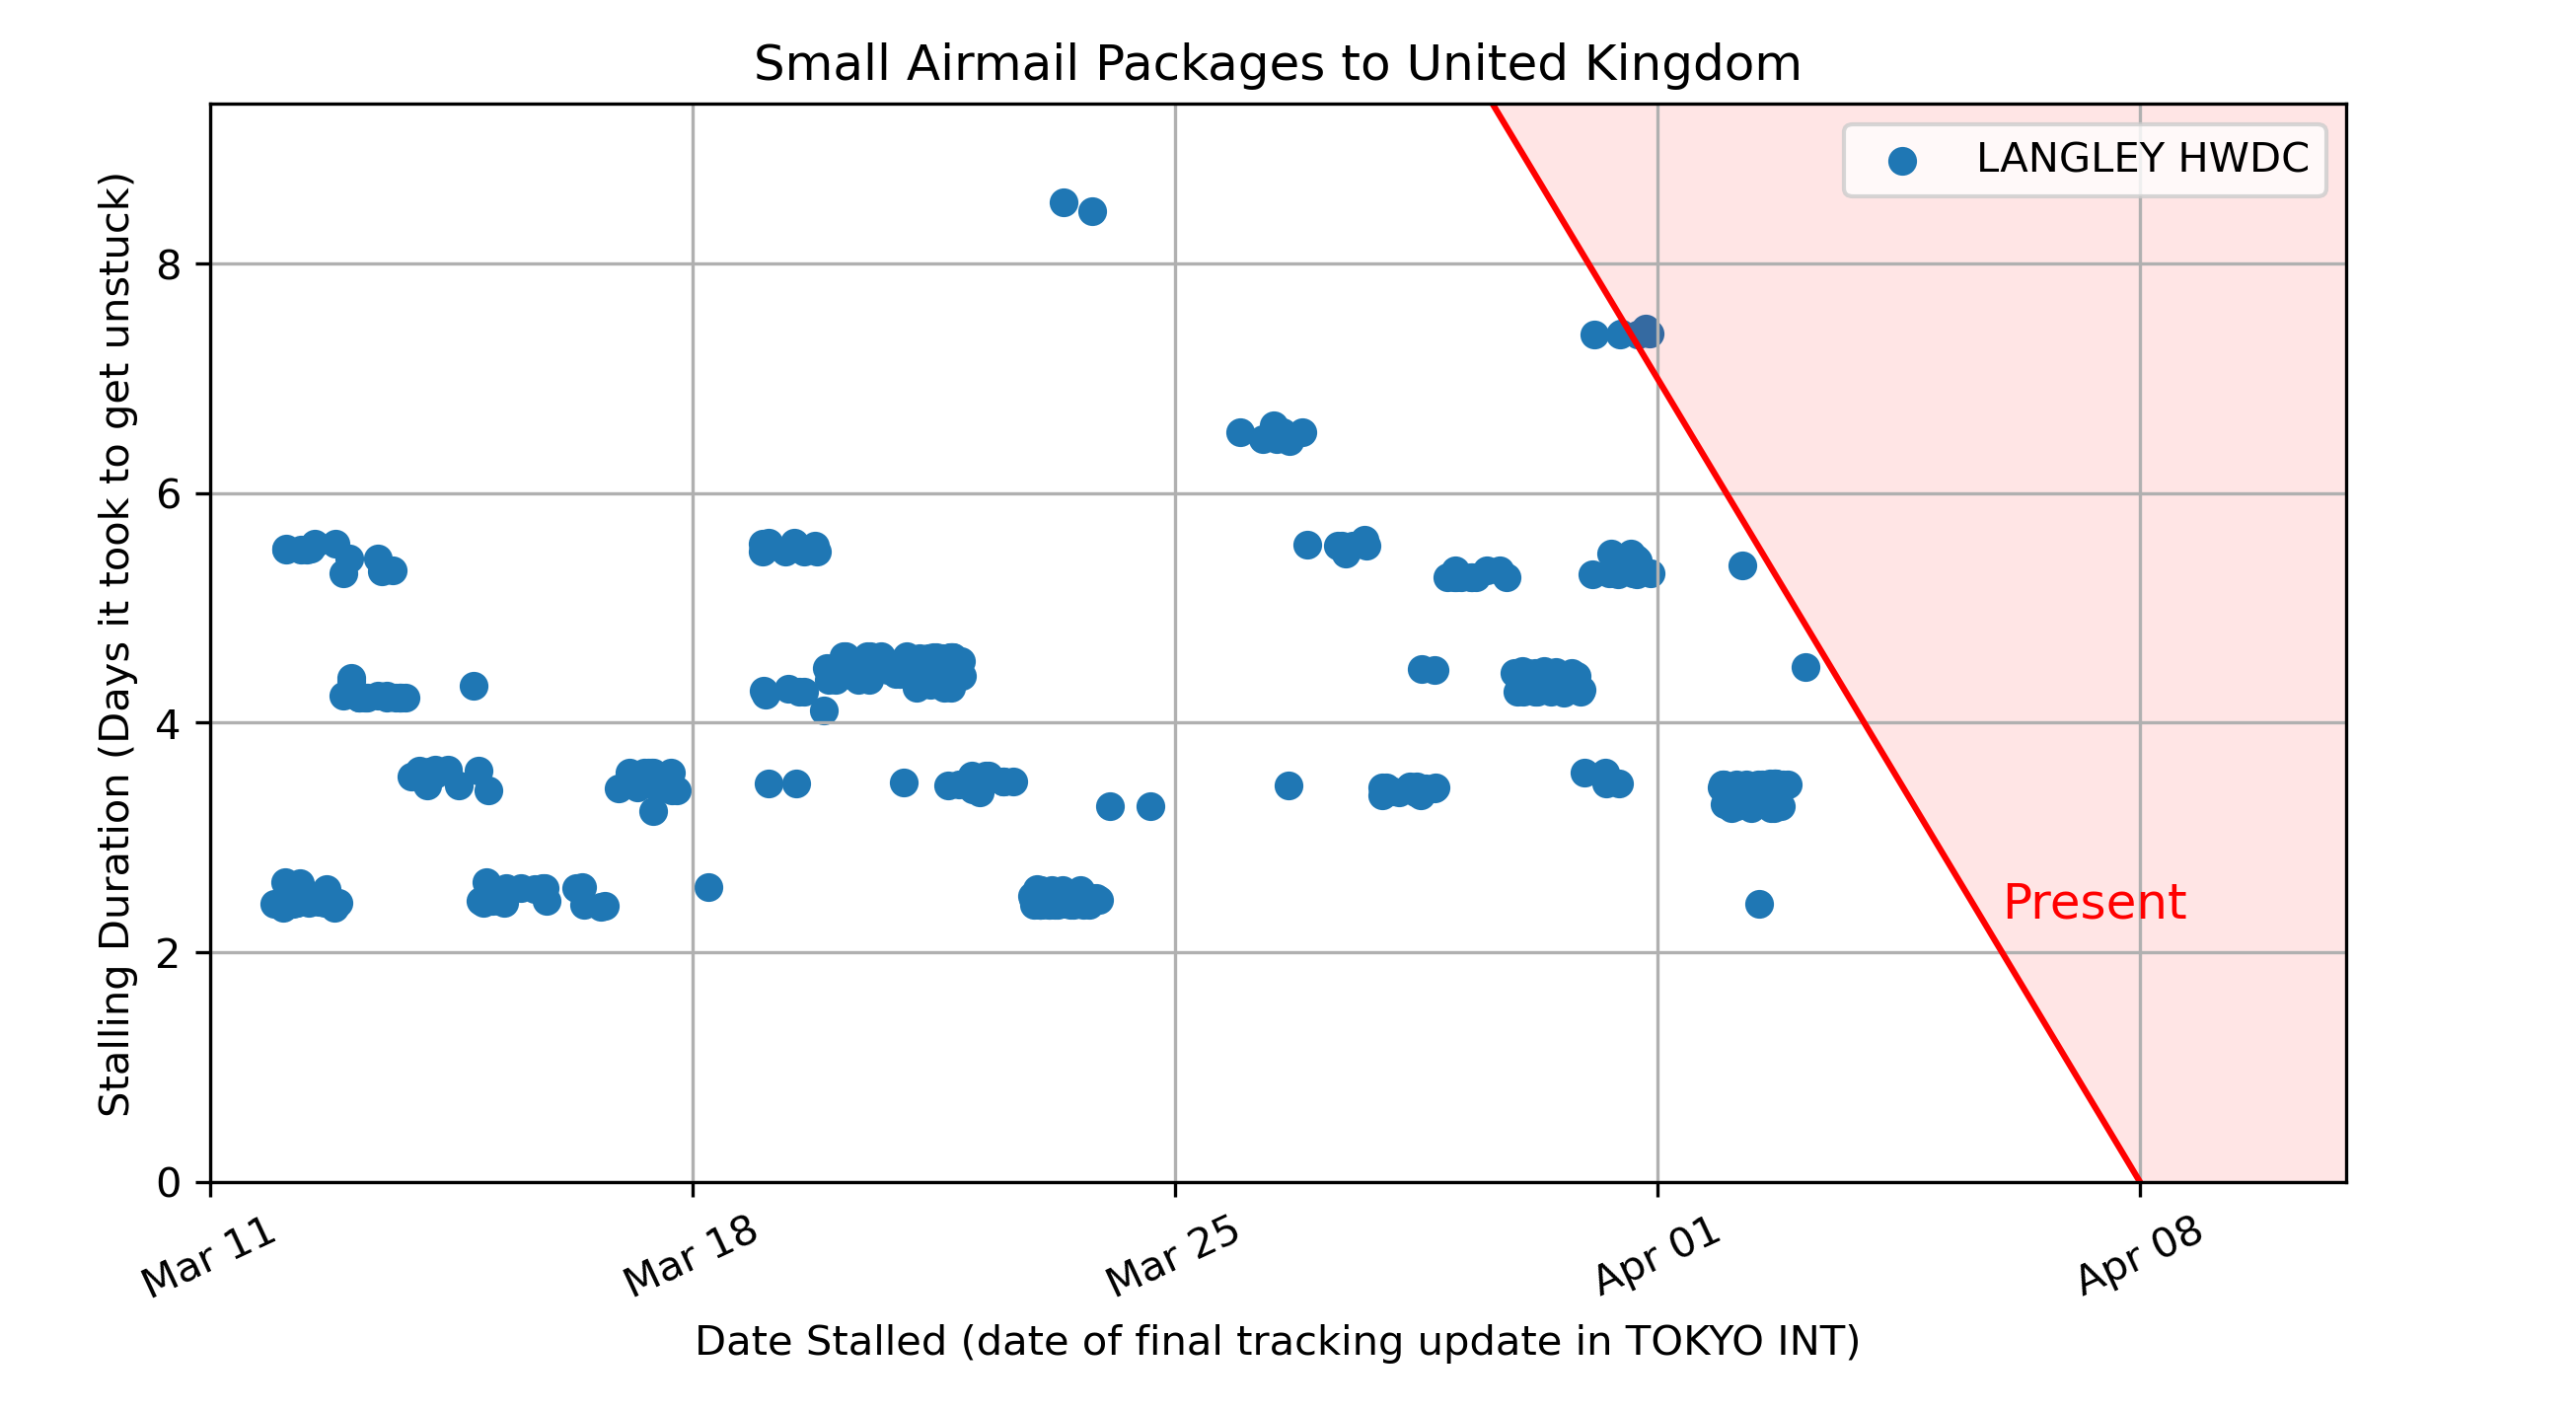 Small Airmail Packages to United Kingdom
LANGLEY HWDC
Stalling Duration (Days it took to get unstuck)
8
6
4
2
0
Present
Mar 11
Mar 18
Mar 25
Apr 01
Apr 08
Date Stalled (date of final tracking update in TOKYO INT)